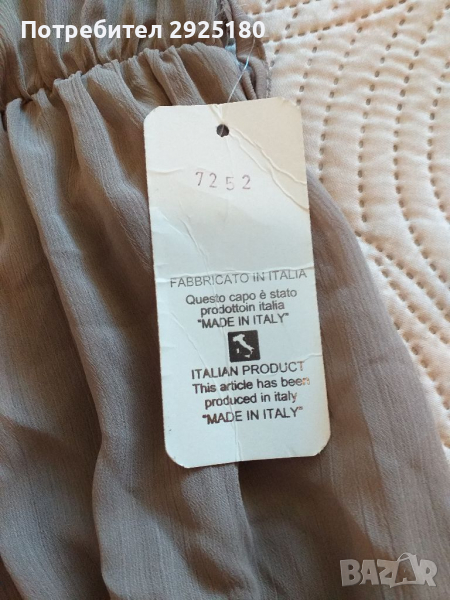 Потребител 2925180
7252
FABBRICATO IN ITALIA
Questo capo è stato
prodottoin italia
"MADE IN ITALY"
ITALIAN PRODUCT
This article has been
produced in italy
"MADE IN ITALY"
BAZAR